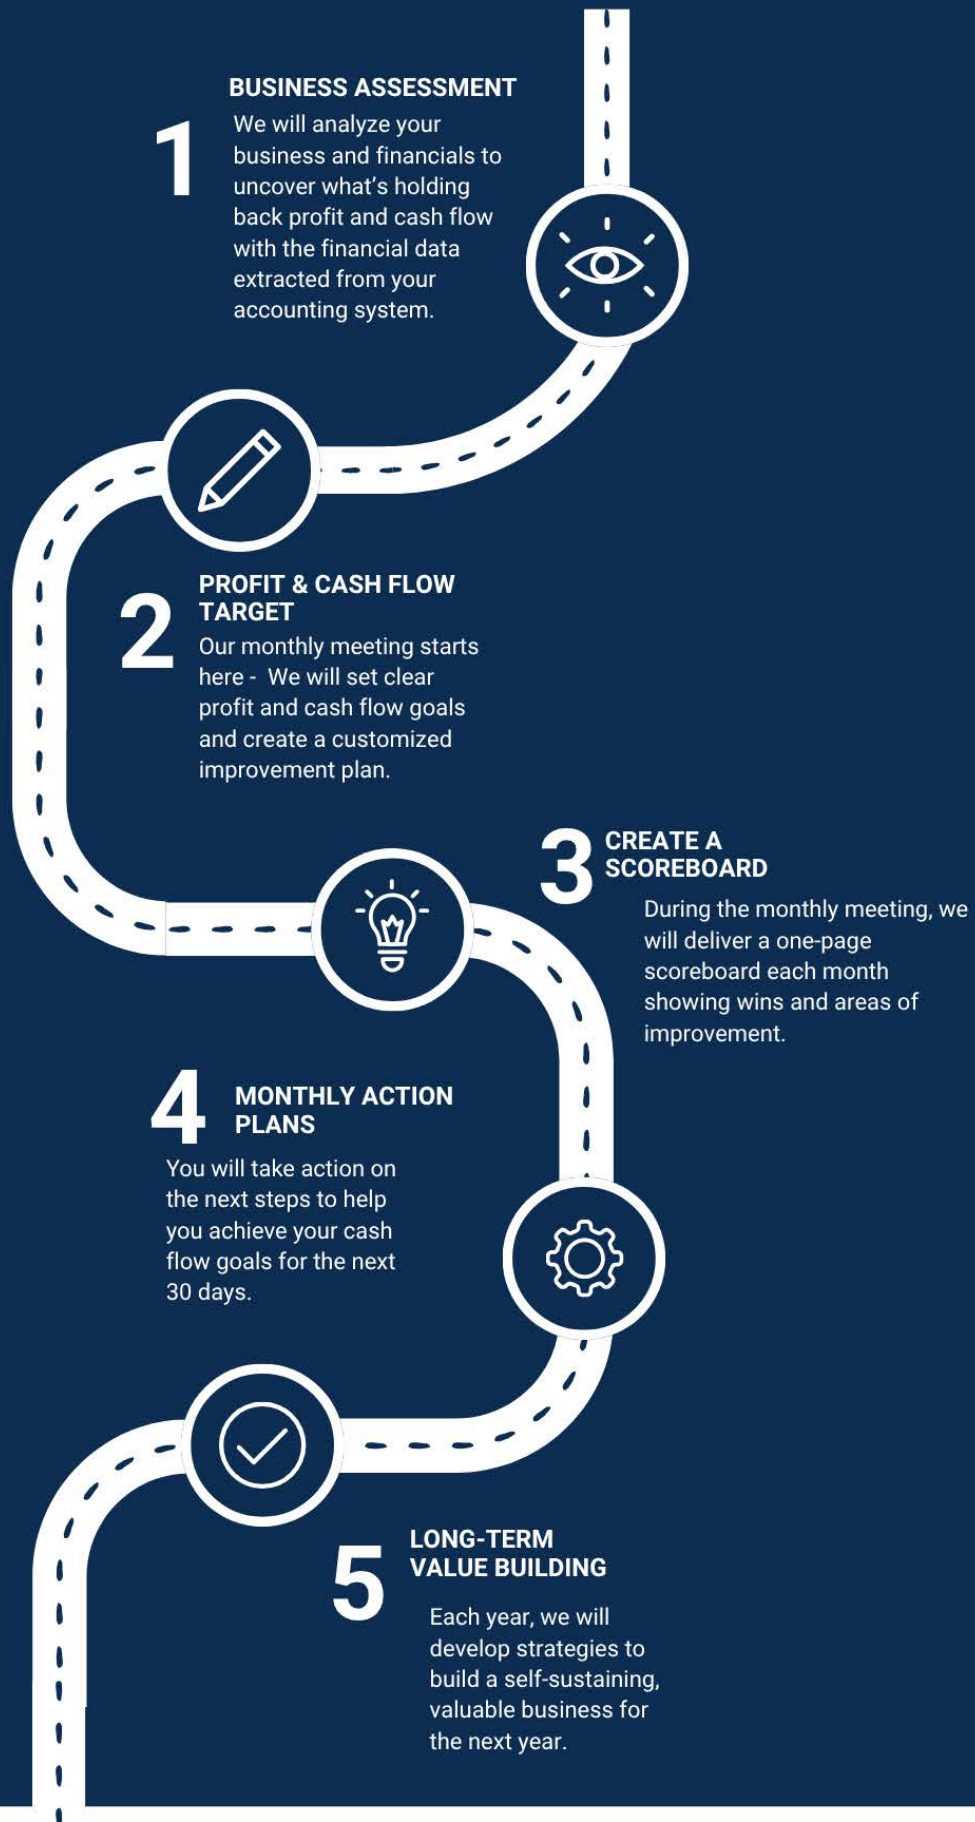 BUSINESS ASSESSMENT
1
We will analyze your
business and financials to
uncover what's holding
back profit and cash flow
with the financial data
extracted from your
accounting system.
2
PROFIT & CASH FLOW
TARGET
Our monthly meeting starts
here -  We will set clear
profit and cash flow goals
and create a customized
improvement plan.
3
CREATE A
SCOREBOARD
During the monthly meeting, we
will deliver a one-page
scoreboard each month
showing wins and areas of
improvement.
4
MONTHLY ACTION
PLANS
You will take action on
the next steps to help
you achieve your cash
flow goals for the next
30 days.
5
LONG-TERM
VALUE BUILDING
Each year, we will
develop strategies to
build a self-sustaining,
valuable business for
the next year.